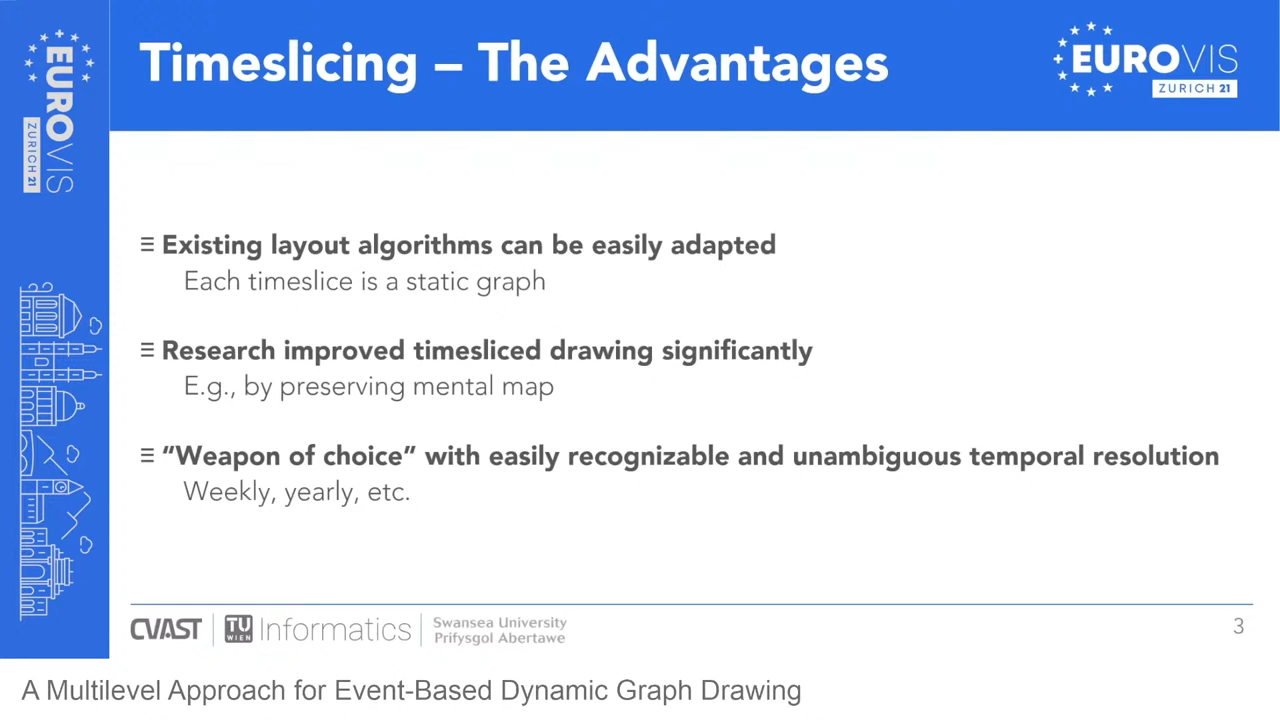 Timeslicing – The Advantages
EUROVIS
ZURICH 21
EUROVIS
ZURICH 21
≡ Existing layout algorithms can be easily adapted
Each timeslice is a static graph
≡ Research improved timesliced drawing significantly
E.g., by preserving mental map
≡ “Weapon of choice” with easily recognizable and unambiguous temporal resolution
Weekly, yearly, etc.
CVAST
TU
WIEN
Informatics
Swansea University
Prifysgol Abertawe
3
A Multilevel Approach for Event-Based Dynamic Graph Drawing